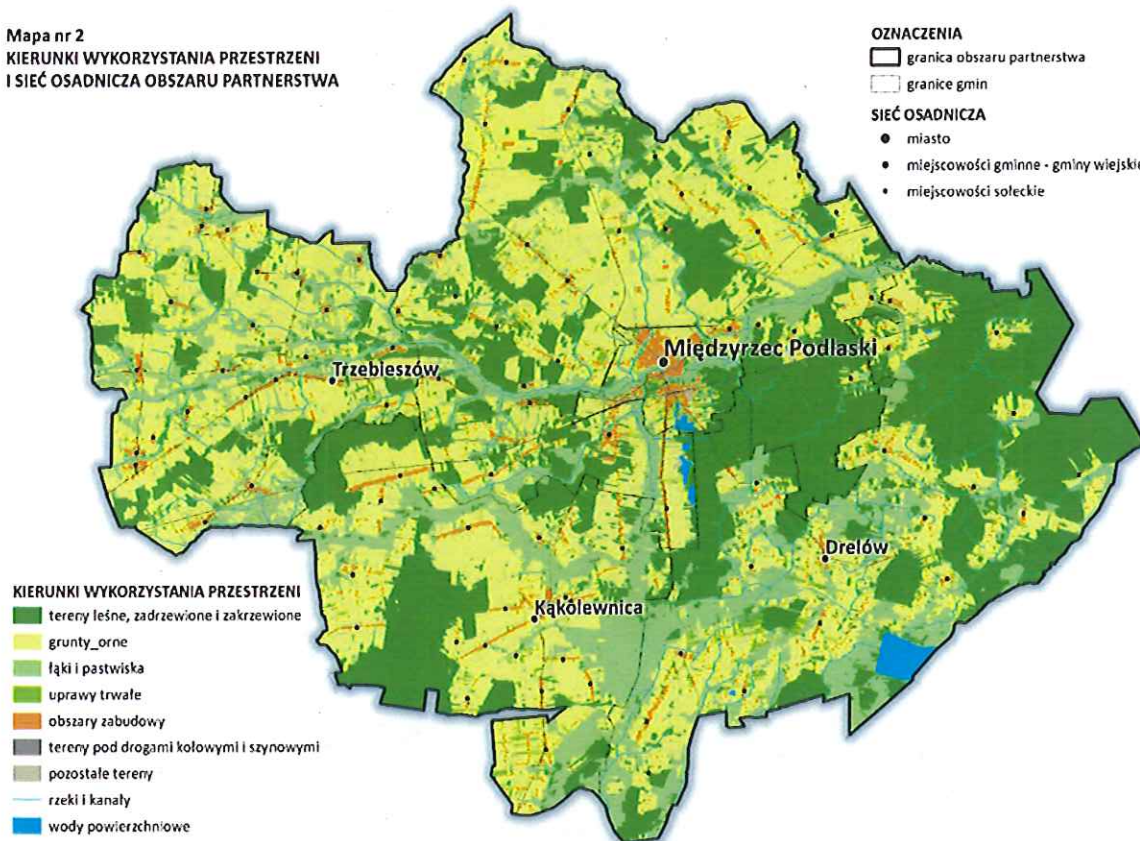 Mapa nr 2
KIERUNKI WYKORZYSTANIA PRZESTRZENI
I SIEĆ OSADNICZA OBSZARU PARTNERSTWA
OZNACZENIA
granica obszaru partnerstwa
granice gmin
SIEĆ OSADNICZA
miasto
miejscowości gminne - gminy wiejskie
miejscowości sołeckie
Międzyrzec Podlaski
Trzebieszów
Drelów
Kąkolewnica
KIERUNKI WYKORZYSTANIA PRZESTRZENI
tereny leśne, zadrzewione i zakrzewione
grunty_orne
łąki i pastwiska
uprawy trwałe
obszary zabudowy
tereny pod drogami kołowymi i szynowymi
pozostałe tereny
rzeki i kanały
wody powierzchniowe